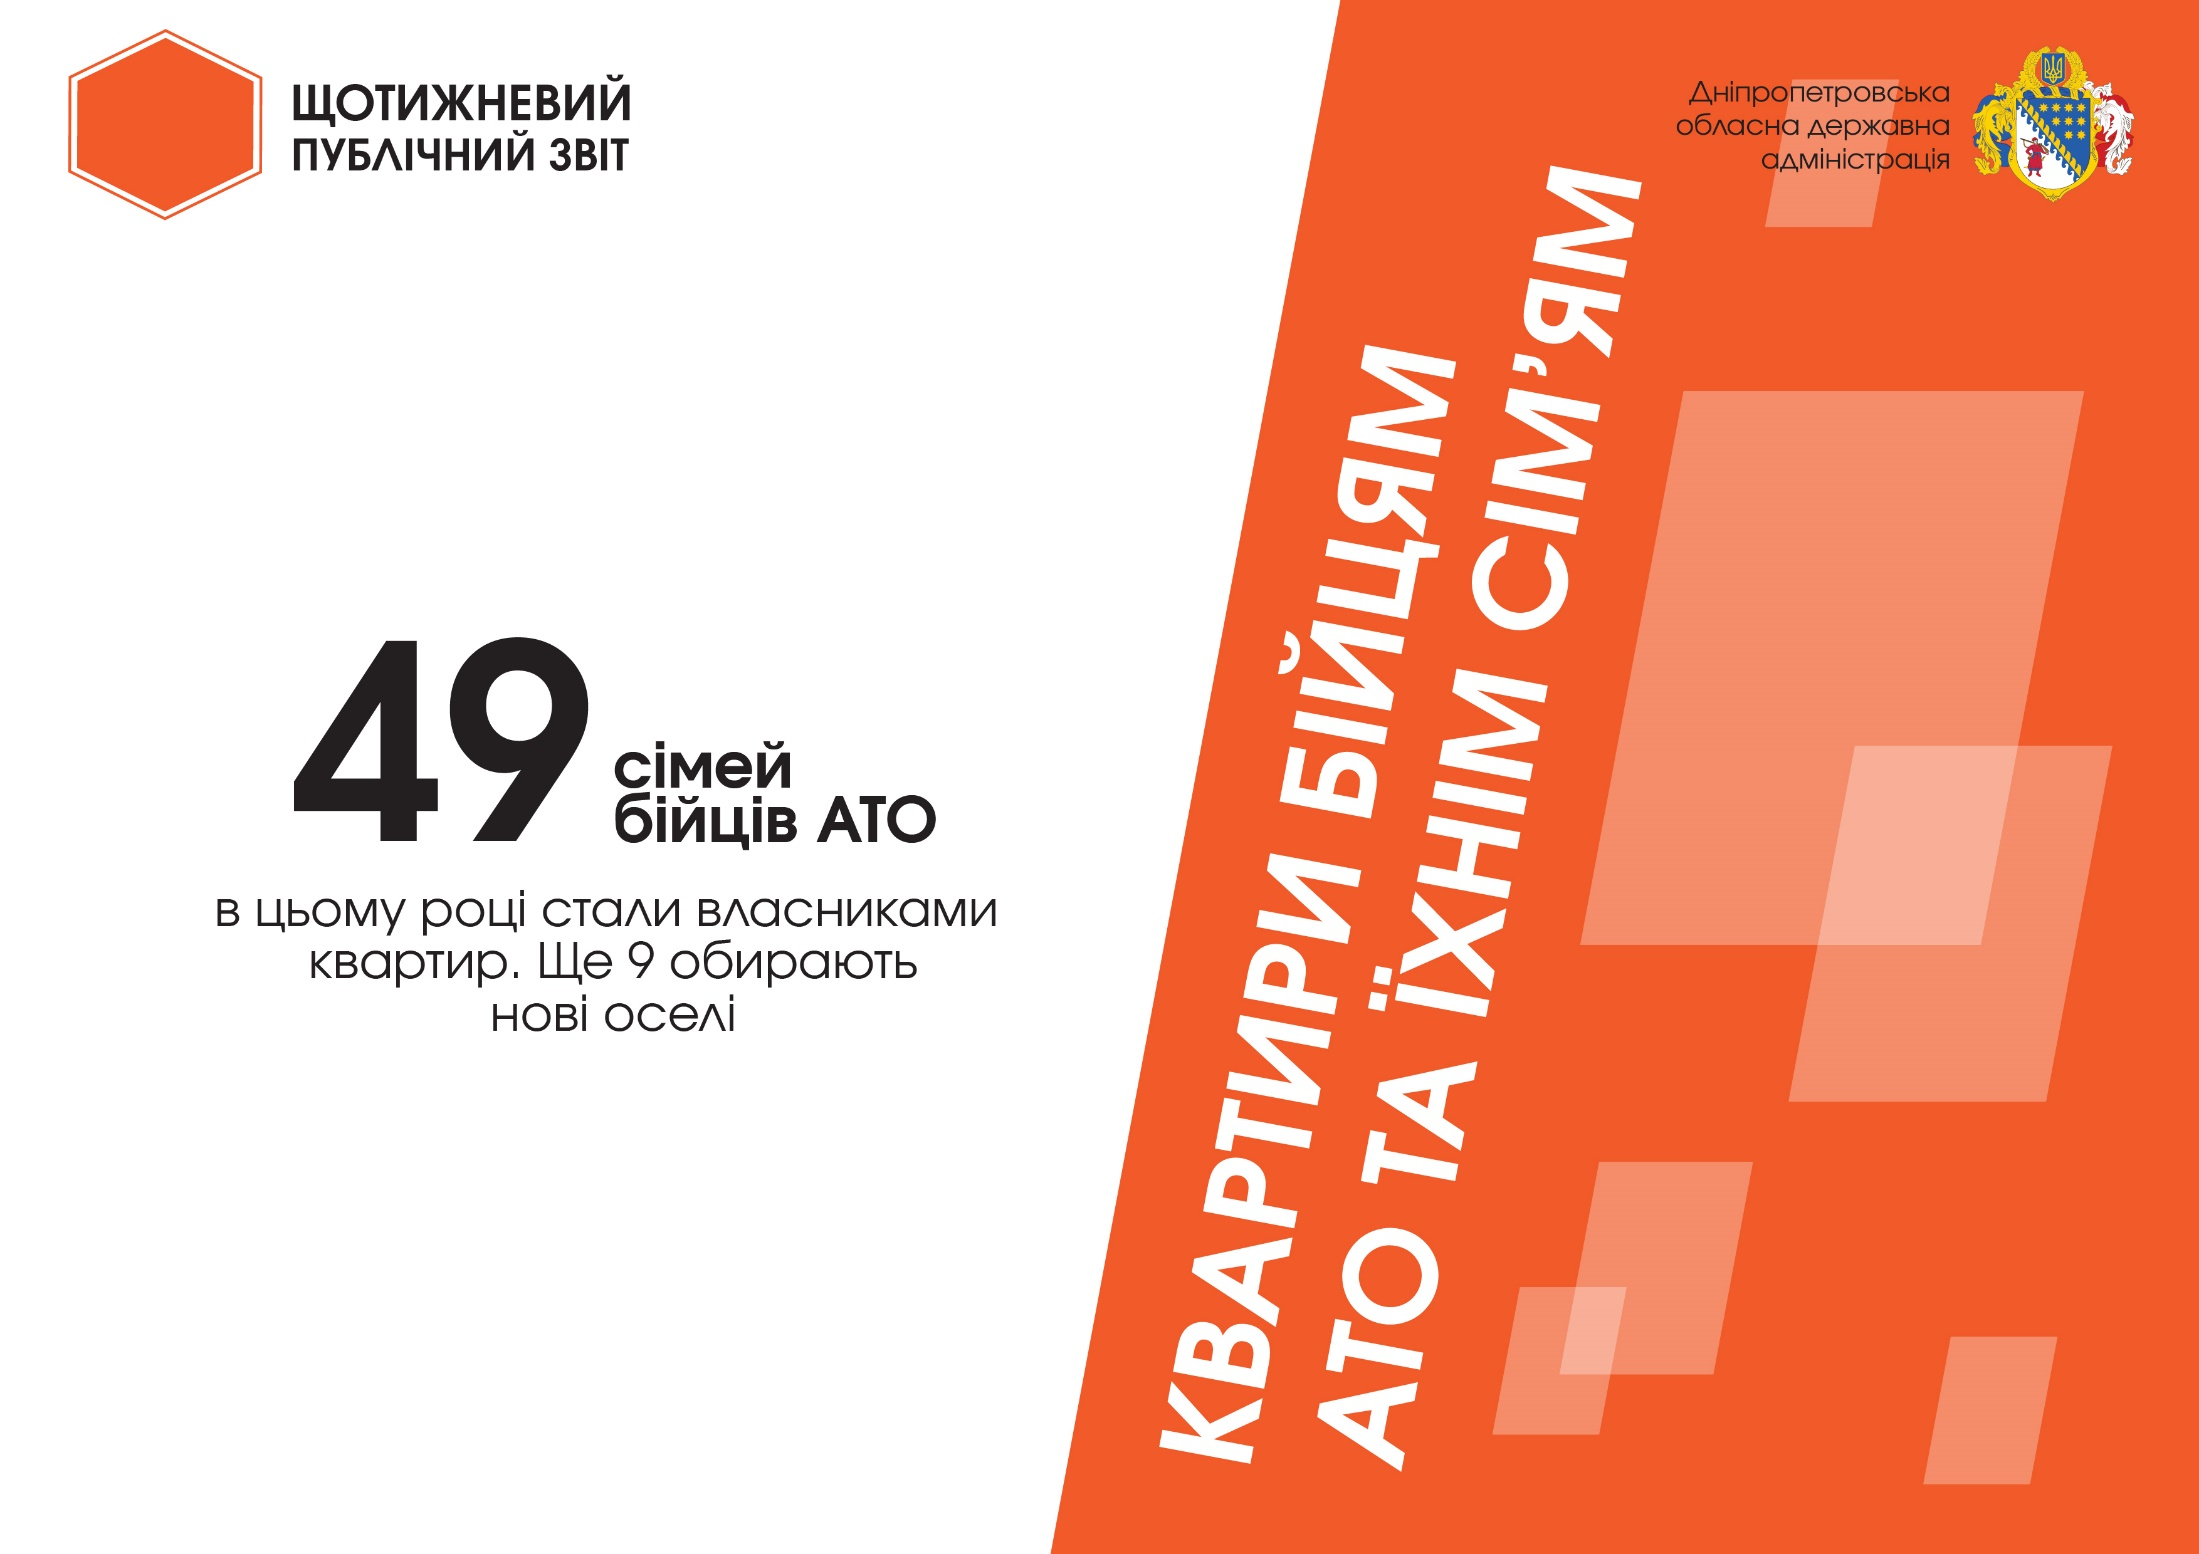 ЩОТИЖНЕВИЙ
ПУБЛІЧНИЙ ЗВІТ
Дніпропетровська
обласна державна
адміністрація
КВАРТИРИ БІЙЦЯМ
АТО ТА ЇХНІМ СІМ’ЯМ
49 сімей
бійців АТО
в цьому році стали власниками
квартир. Ще 9 обирають
нові оселі